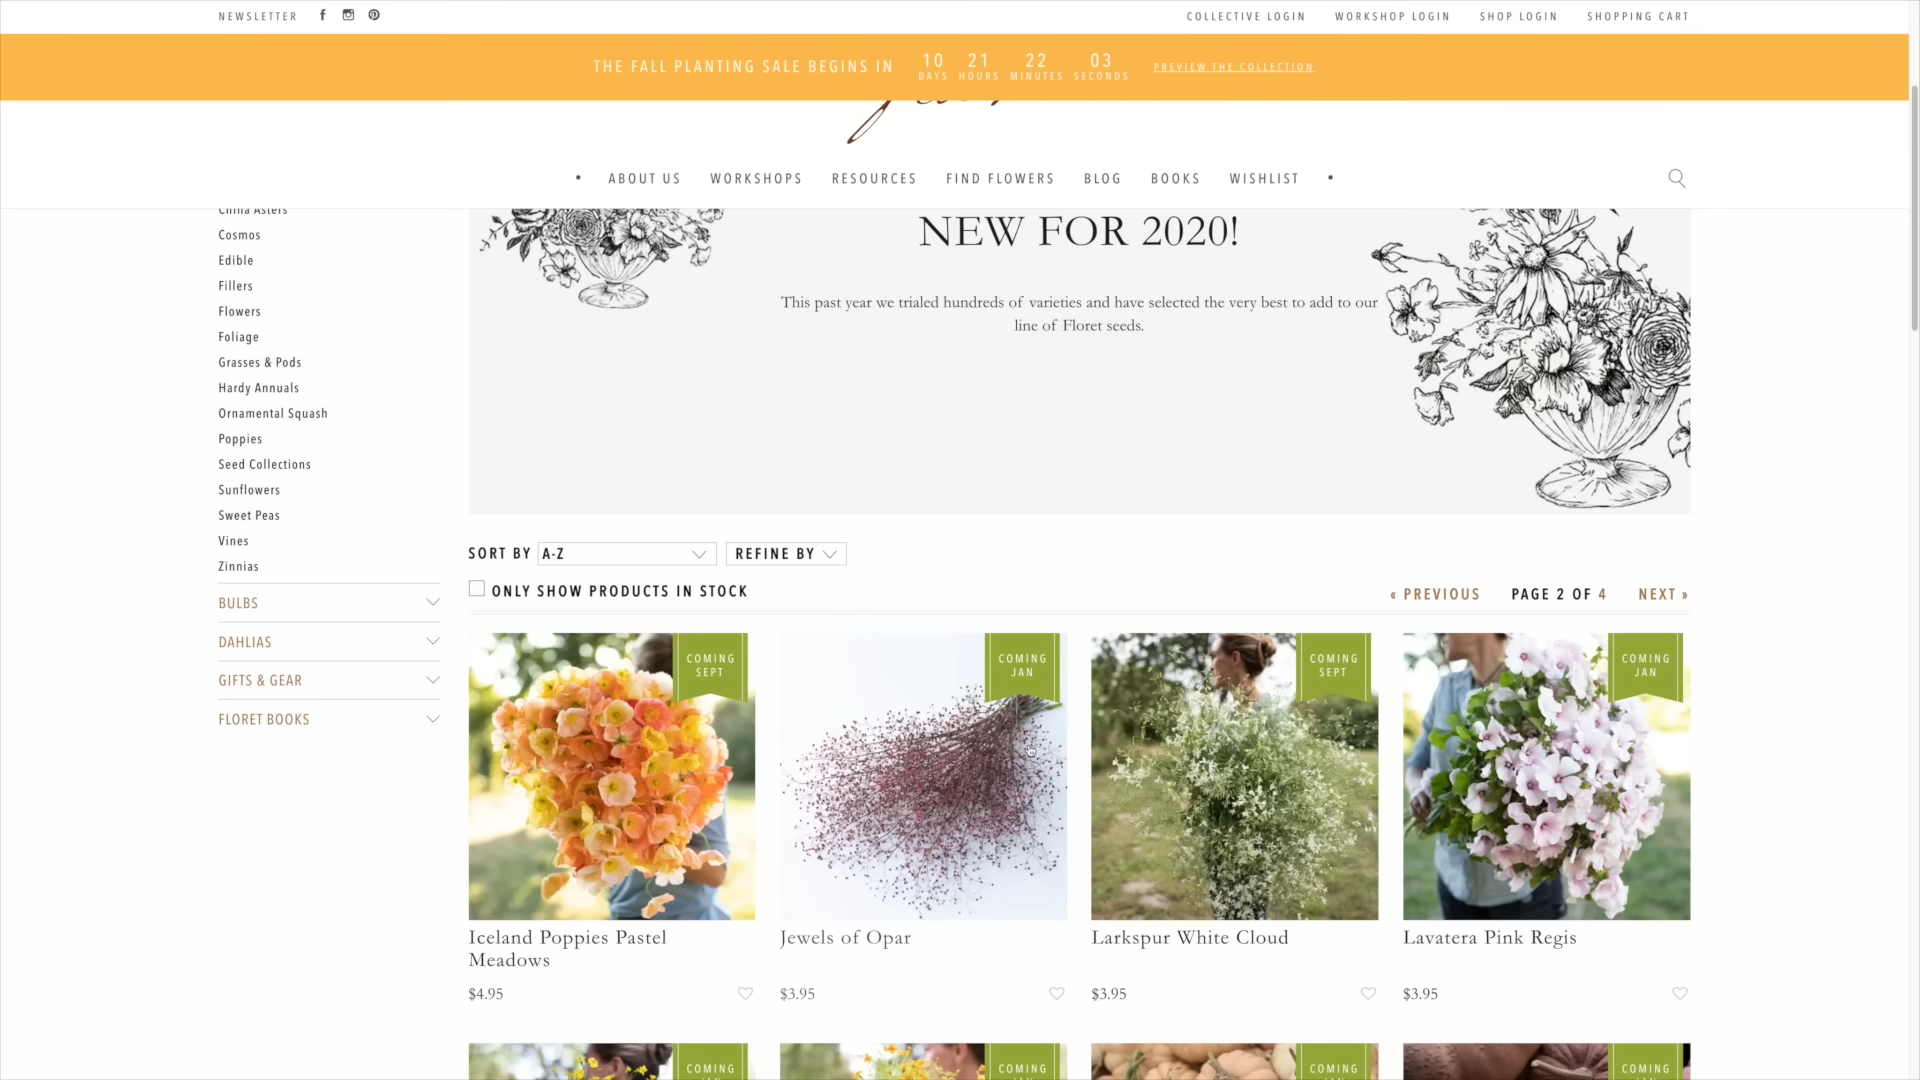 NEWSLETTER
COLLECTIVE LOGIN WORKSHOP LOGIN SHOP LOGIN SHOPPING CART
THE FALL PLANTING SALE BEGINS IN
10 21 22 03
DAYS HOURS MINUTES SECONDS
PREVIEW THE COLLECTION
• ABOUT US WORKSHOPS RESOURCES FIND FLOWERS BLOG BOOKS WISHLIST •
China Asters
Cosmos
Edible
Fillers
Flowers
Foliage
Grasses & Pods
Hardy Annuals
Ornamental Squash
Poppies
Seed Collections
Sunflowers
Sweet Peas
Vines
Zinnias
BULBS
DAHLIAS
GIFTS & GEAR
FLORET BOOKS
NEW FOR 2020!
This past year we trialed hundreds of varieties and have selected the very best to add to our
line of Floret seeds.
SORT BY A-Z REFINE BY
ONLY SHOW PRODUCTS IN STOCK
« PREVIOUS PAGE 2 OF 4 NEXT »
COMING
SEPT
COMING
JAN
COMING
SEPT
COMING
JAN
Iceland Poppies Pastel
Meadows
$4.95
Jewels of Opar
$3.95
Larkspur White Cloud
$3.95
Lavatera Pink Regis
$3.95
COMING
COMING
COMING
COMING